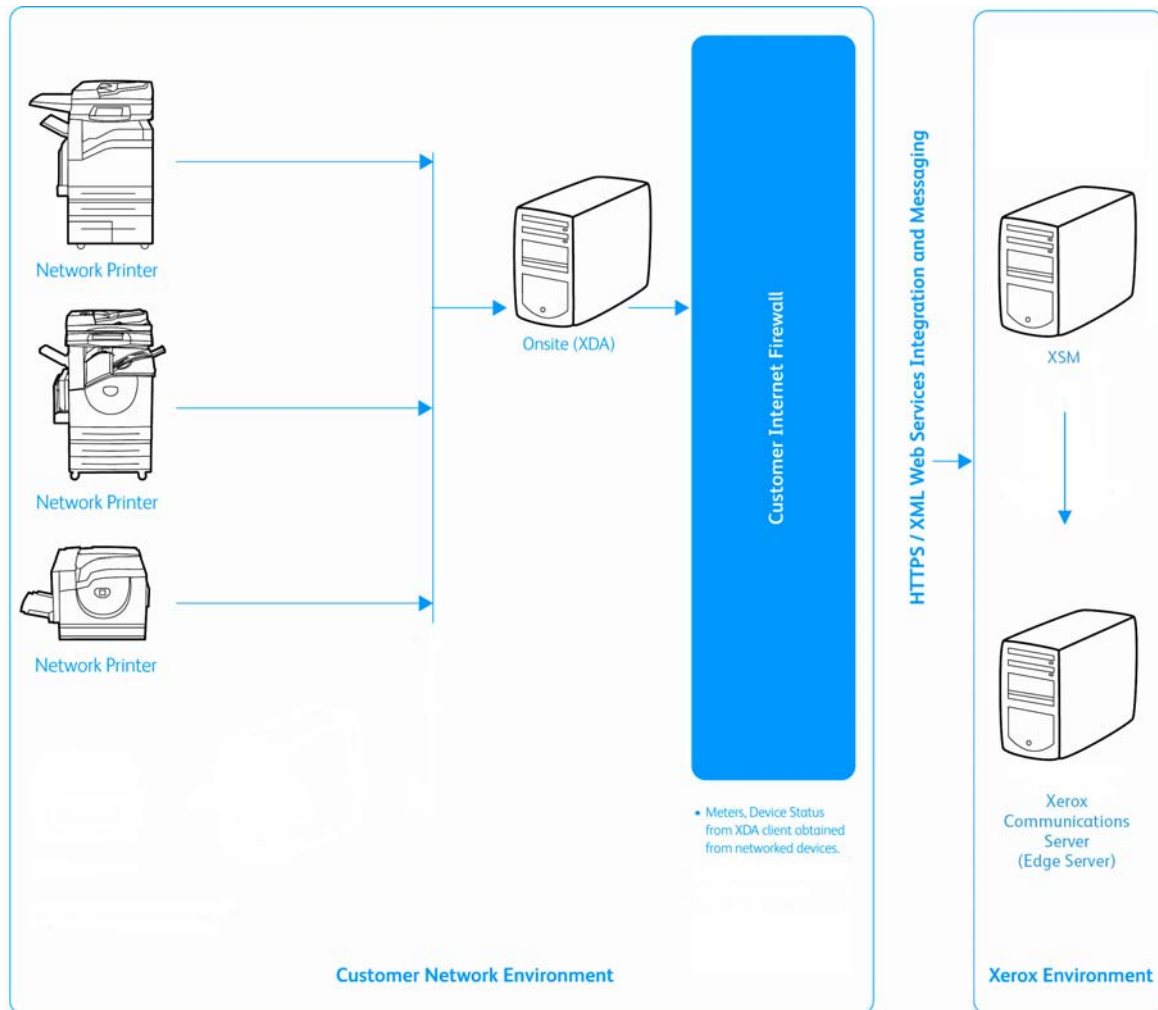 Network Printer
Network Printer
Network Printer
Onsite (XDA)
Customer Internet Firewall
• Meters, Device Status
from XDA client obtained
from networked devices.
Customer Network Environment
HTTPS / XML Web Services Integration and Messaging
XSM
Xerox
Communications
Server
(Edge Server)
Xerox Environment